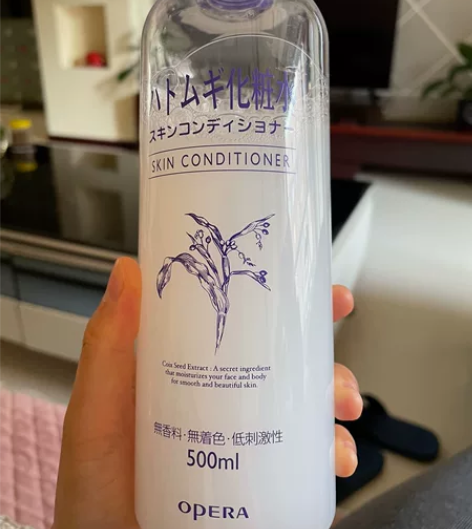 ハトムギ化粧水
スキンコンディショナー
SKIN CONDITIONER
Coix Seed Extract : A secret ingredient
that moisturizes your face and body
for smooth and beautiful skin.
無香料・無着色・低刺激性
500ml
OPERA